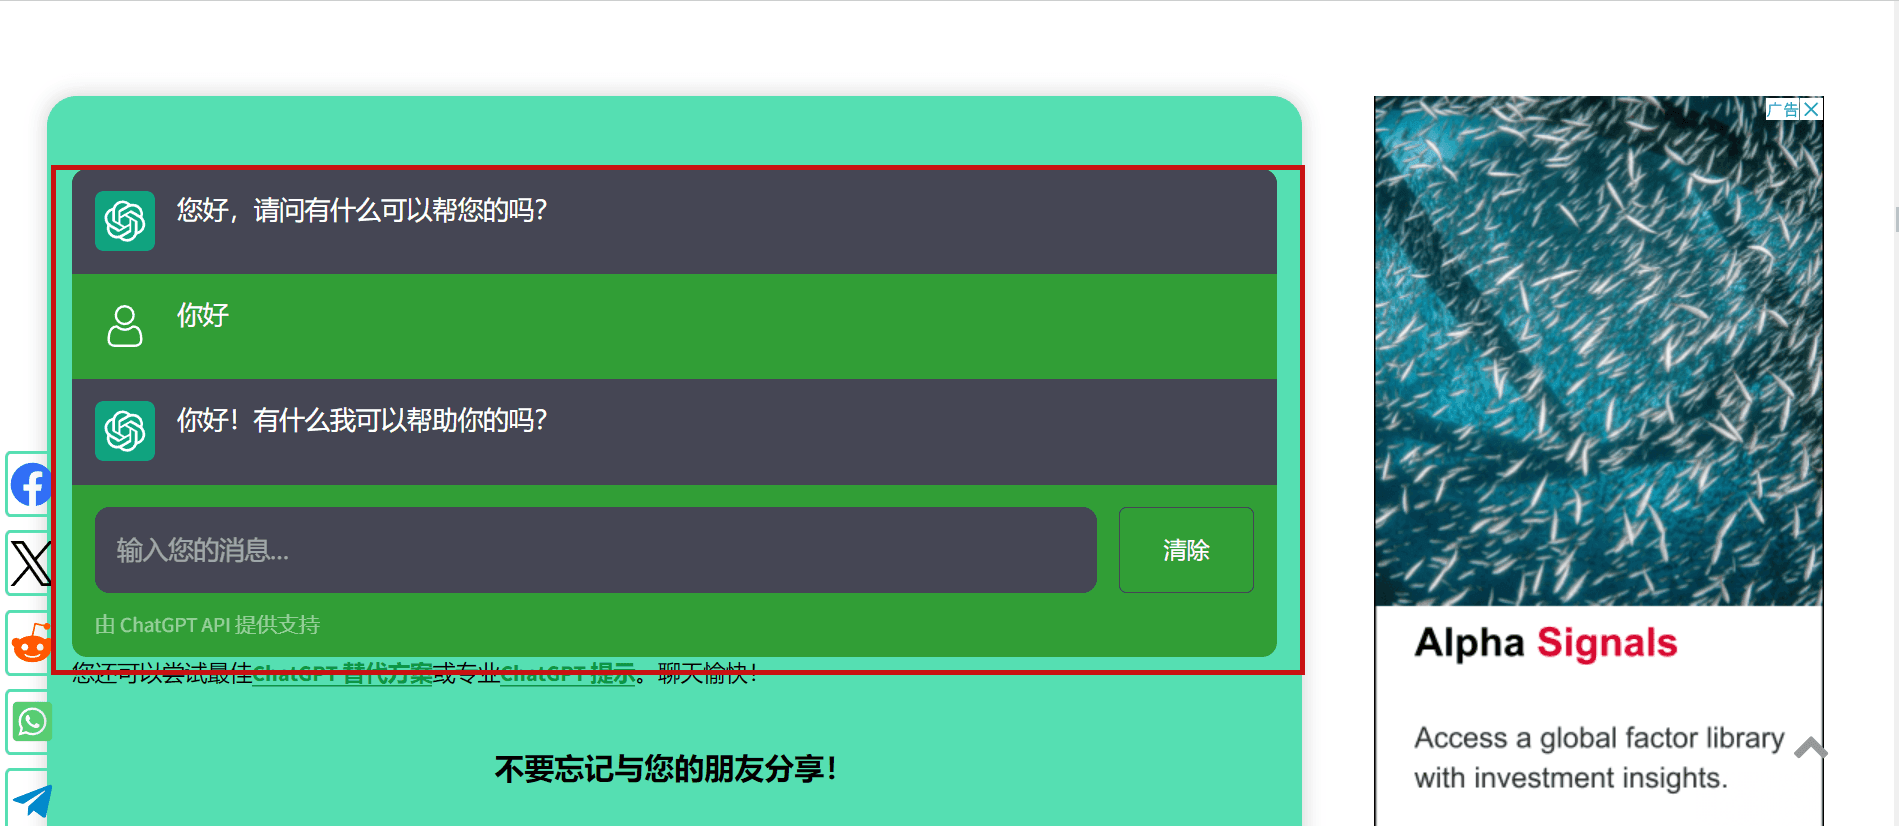 您好，请问有什么可以帮您的吗？
你好
你好！有什么我可以帮助你的吗？
输入您的消息...
清除
由 ChatGPT API 提供支持
您还可以尝试最佳ChatGPT 替代方案或专业ChatGPT 提示。聊天愉快！
不要忘记与您的朋友分享！
广告
Alpha Signals
Access a global factor library
with investment insights.